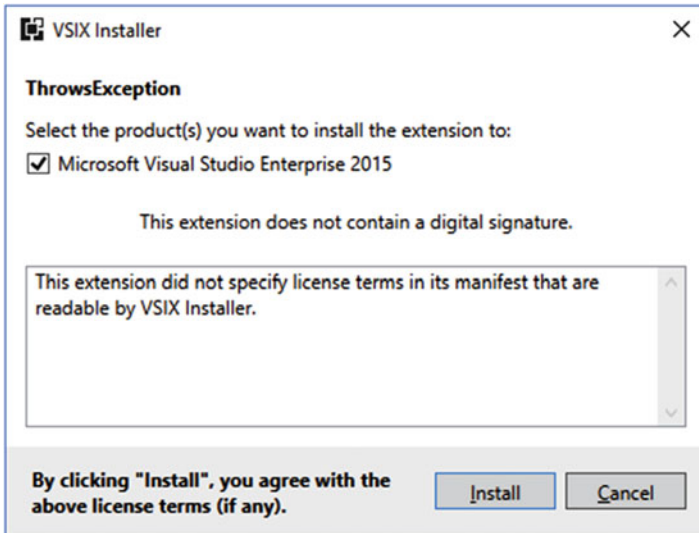 VSIX Installer
ThrowsException
Select the product(s) you want to install the extension to:
Microsoft Visual Studio Enterprise 2015
This extension does not contain a digital signature.
This extension did not specify license terms in its manifest that are
readable by VSIX Installer.
By clicking "Install", you agree with the
above license terms (if any).
Install
Cancel